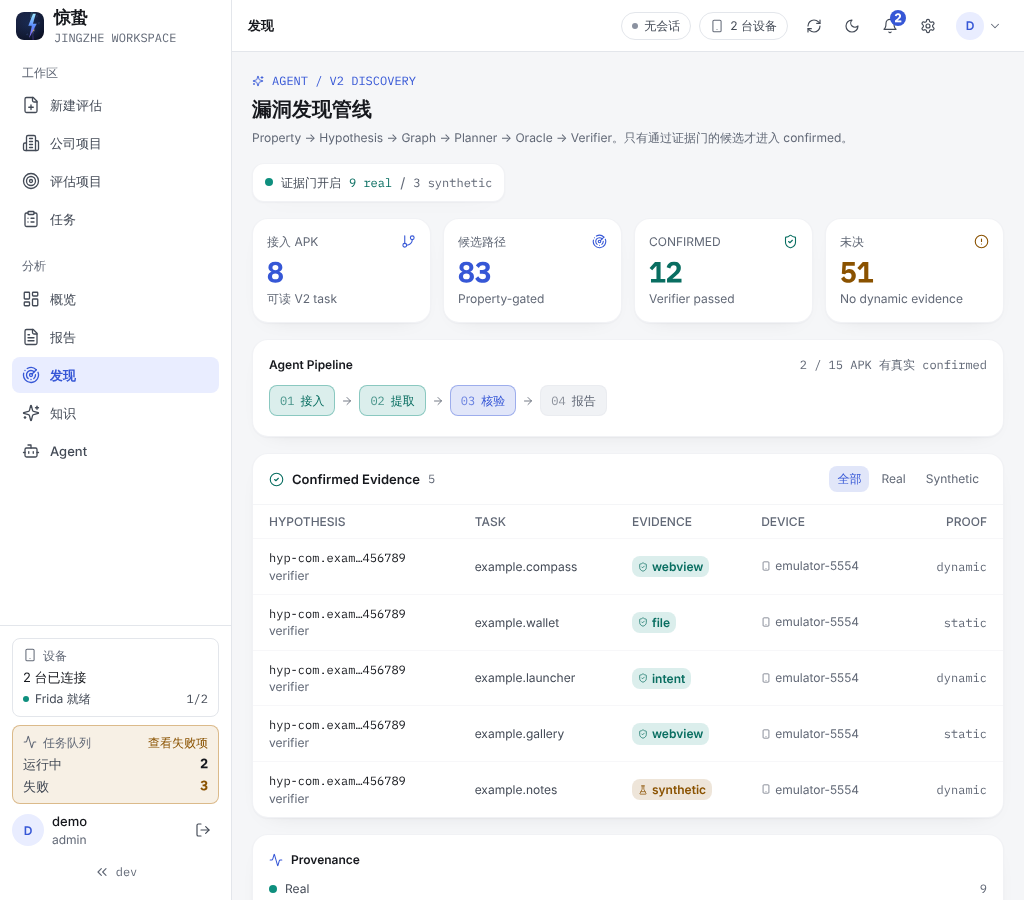 惊蛰
JINGZHE WORKSPACE
工作区
新建评估
公司项目
评估项目
任务
分析
概览
报告
发现
知识
Agent
设备
2 台已连接
Frida 就绪 1/2
任务队列 查看失败项
运行中 2
失败 3
D demo
admin
dev
发现 无会话 2 台设备 2 D
AGENT / V2 DISCOVERY
漏洞发现管线
Property → Hypothesis → Graph → Planner → Oracle → Verifier。只有通过证据门的候选才进入 confirmed。
证据门开启 9 real / 3 synthetic
接入 APK
8
可读 V2 task
候选路径
83
Property-gated
CONFIRMED
12
Verifier passed
未决
51
No dynamic evidence
Agent Pipeline 2 / 15 APK 有真实 confirmed
01 接入 → 02 提取 → 03 核验 → 04 报告
Confirmed Evidence 5 全部 Real Synthetic
HYPOTHESIS TASK EVIDENCE DEVICE PROOF
hyp-com.exam…456789
verifier example.compass webview emulator-5554 dynamic
hyp-com.exam…456789
verifier example.wallet file emulator-5554 static
hyp-com.exam…456789
verifier example.launcher intent emulator-5554 dynamic
hyp-com.exam…456789
verifier example.gallery webview emulator-5554 static
hyp-com.exam…456789
verifier example.notes synthetic emulator-5554 dynamic
Provenance
Real 9